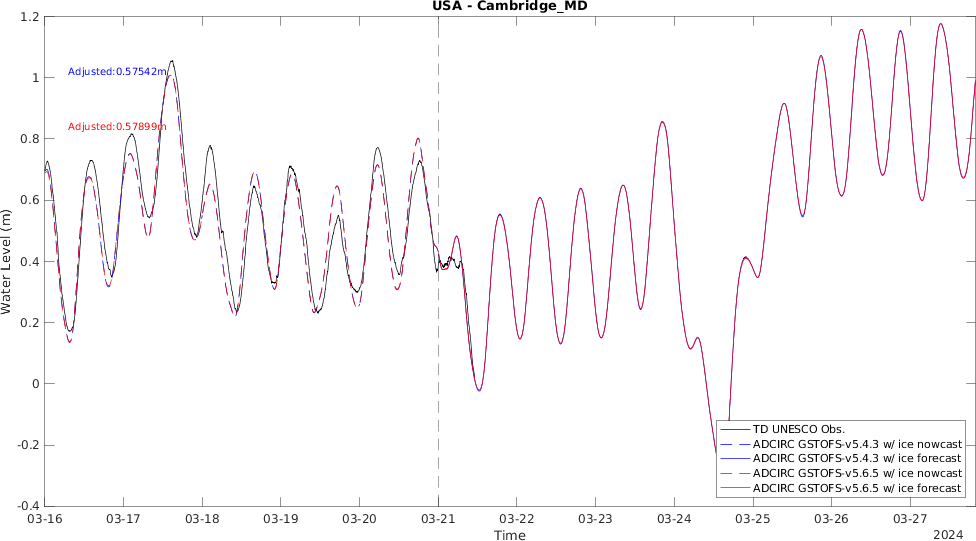 USA - Cambridge_MD
Water Level (m)
1.2
1
0.8
0.6
0.4
0.2
0
-0.2
-0.4
Adjusted:0.57542m
Adjusted:0.57899m
TD UNESCO Obs.
ADCIRC GSTOFS-v5.4.3 w/ ice nowcast
ADCIRC GSTOFS-v5.4.3 w/ ice forecast
ADCIRC GSTOFS-v5.6.5 w/ ice nowcast
ADCIRC GSTOFS-v5.6.5 w/ ice forecast
03-16 03-17 03-18 03-19 03-20 03-21 03-22 03-23 03-24 03-25 03-26 03-27
Time
2024